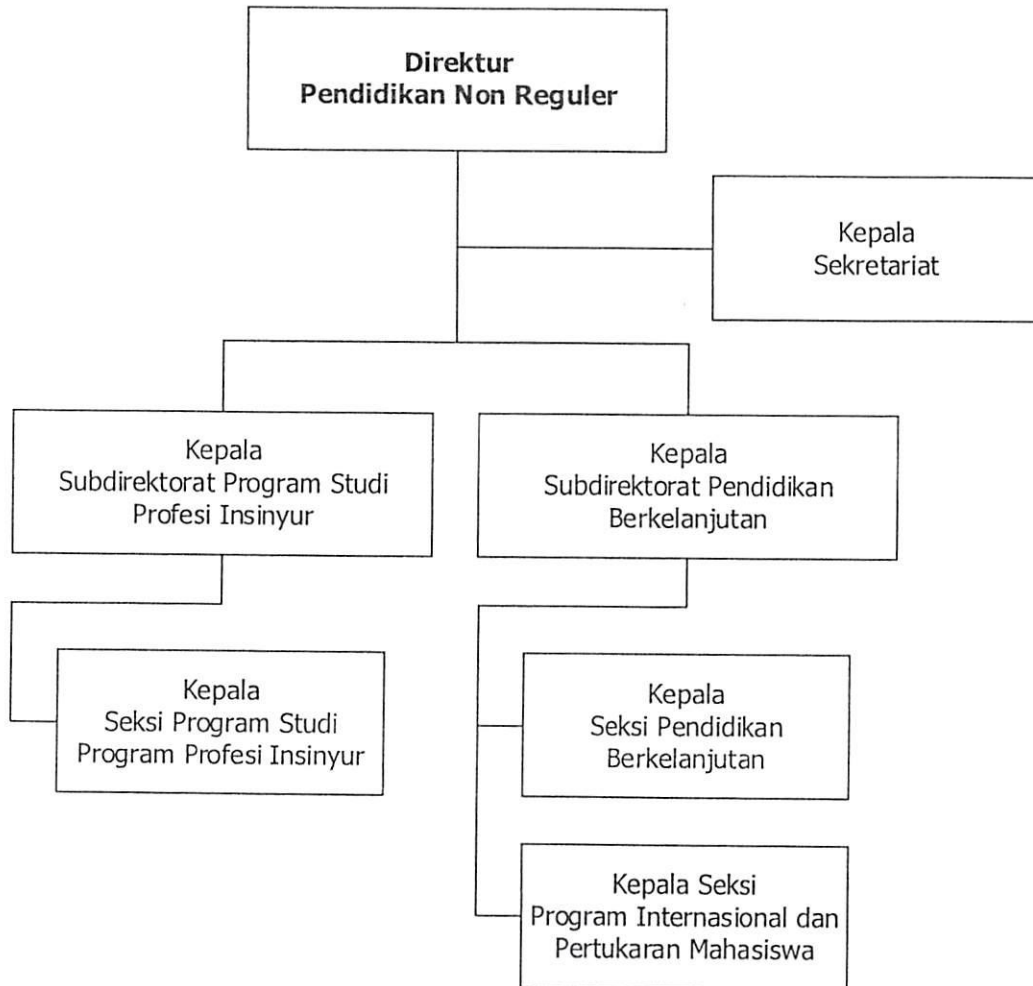 Direktur
Pendidikan Non Reguler
Kepala
Sekretariat
Kepala
Subdirektorat Program Studi
Profesi Insinyur
Kepala
Subdirektorat Pendidikan
Berkelanjutan
Kepala
Seksi Program Studi
Program Profesi Insinyur
Kepala
Seksi Pendidikan
Berkelanjutan
Kepala Seksi
Program Internasional dan
Pertukaran Mahasiswa